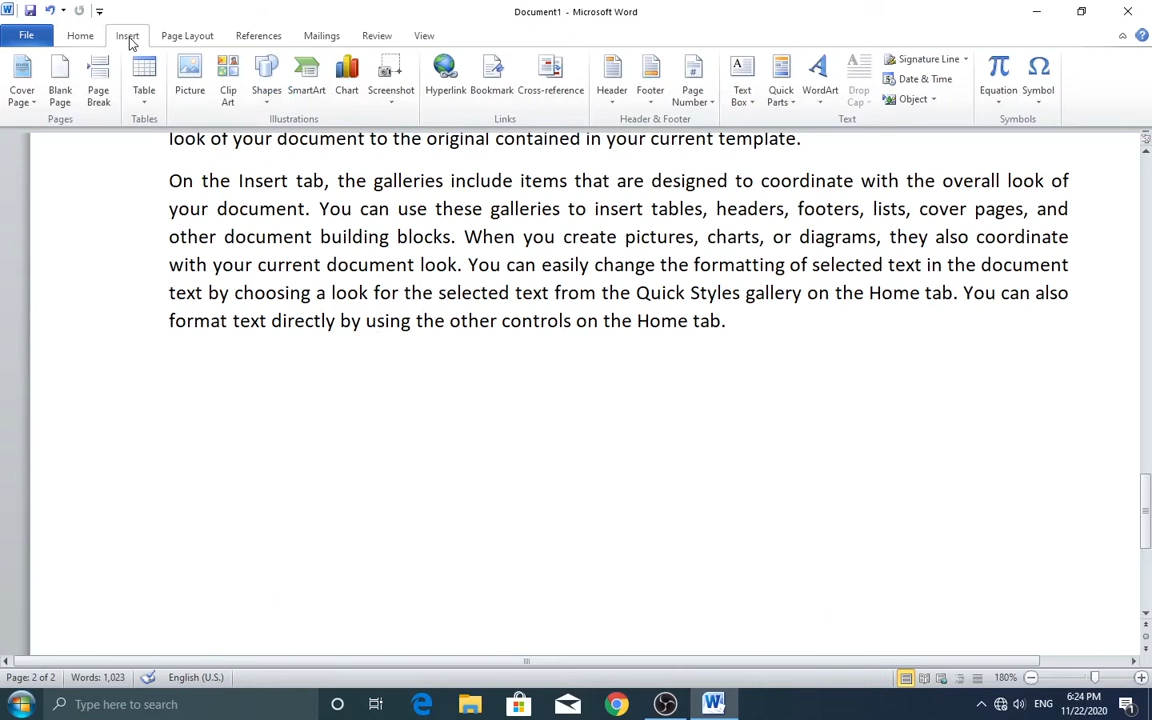 Document1 - Microsoft Word
File Home Insert Page Layout References Mailings Review View
Cover Page Blank Page Page Break Table Picture Clip Art Shapes SmartArt Chart Screenshot Hyperlink Bookmark Cross-reference Header Footer Page Number Text Box Quick Parts WordArt Drop Cap Signature Line Date & Time Object Equation Symbol
Pages Tables Illustrations Links Header & Footer Text Symbols
look of your document to the original contained in your current template.
On the Insert tab, the galleries include items that are designed to coordinate with the overall look of
your document. You can use these galleries to insert tables, headers, footers, lists, cover pages, and
other document building blocks. When you create pictures, charts, or diagrams, they also coordinate
with your current document look. You can easily change the formatting of selected text in the document
text by choosing a look for the selected text from the Quick Styles gallery on the Home tab. You can also
format text directly by using the other controls on the Home tab.
Page: 2 of 2 Words: 1,023 English (U.S.) 180%
Type here to search ENG 6:24 PM
11/22/2020